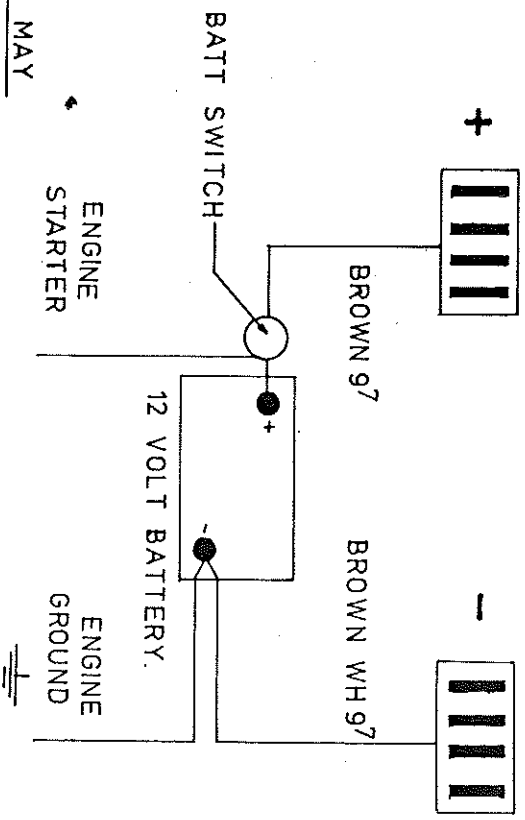 + -
BROWN 97 BROWN WH 97
+
BATT SWITCH
-
12 VOLT BATTERY.
ENGINE
STARTER
ENGINE
GROUND
MAY